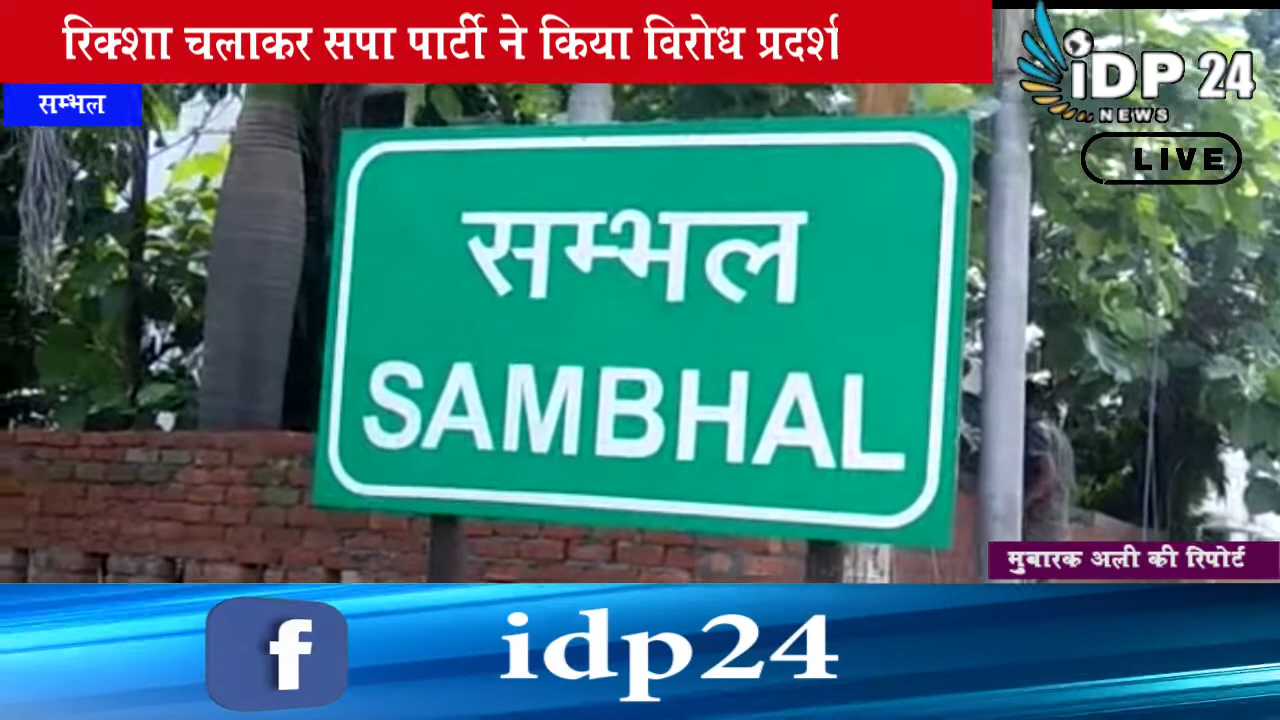 रिक्शा चलाकर सपा पार्टी ने किया विरोध प्रदर्श
सम्भल
iDP 24
NEWS
LIVE
सम्भल
SAMBHAL
मुबारक अली की रिपोर्ट
f
idp24